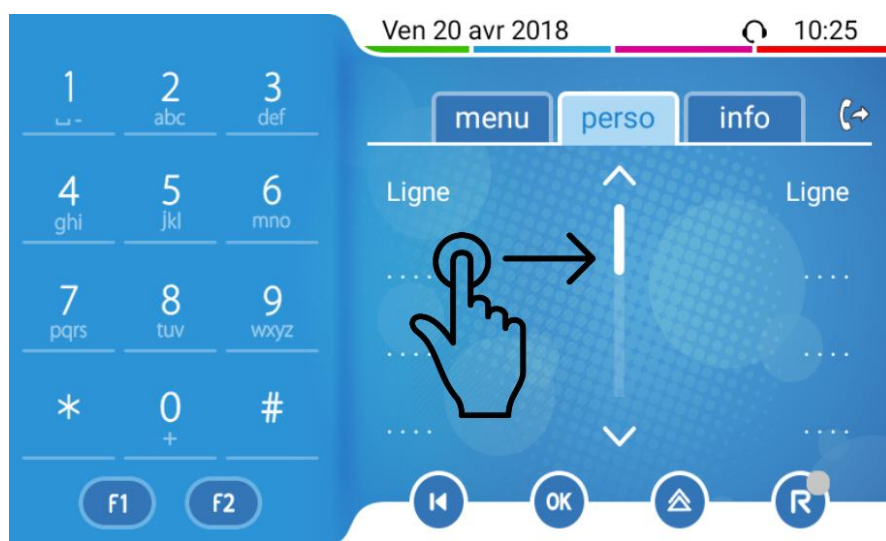 Ven 20 avr 2018 10:25
menu perso info
1 2 3
␣- abc def
4 5 6
ghi jkl mno
7 8 9
pqrs tuv wxyz
* 0 #
+
F1 F2
Ligne Ligne
.... ....
.... ....
.... ....
OK R